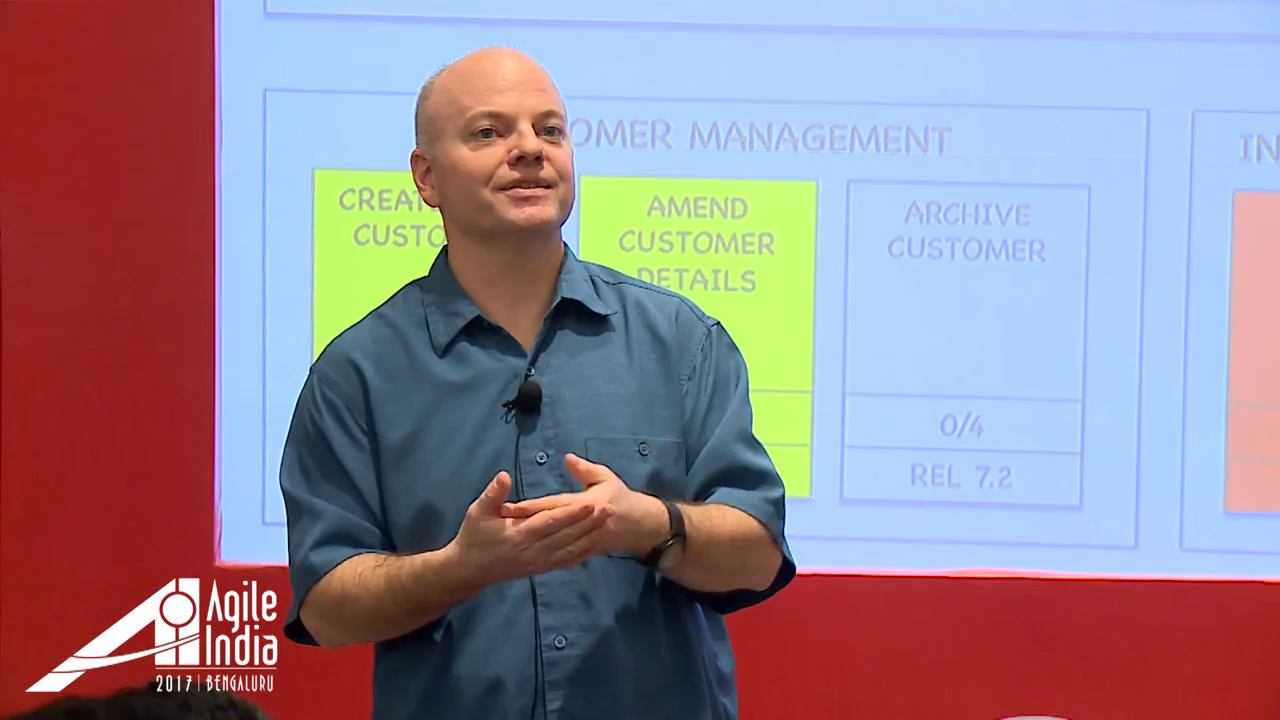 OMER MANAGEMENT
IN
CREAT
CUSTO
AMEND
CUSTOMER
DETAILS
ARCHIVE
CUSTOMER
0/4
REL 7.2
Agile
India
2017 | BENGALURU